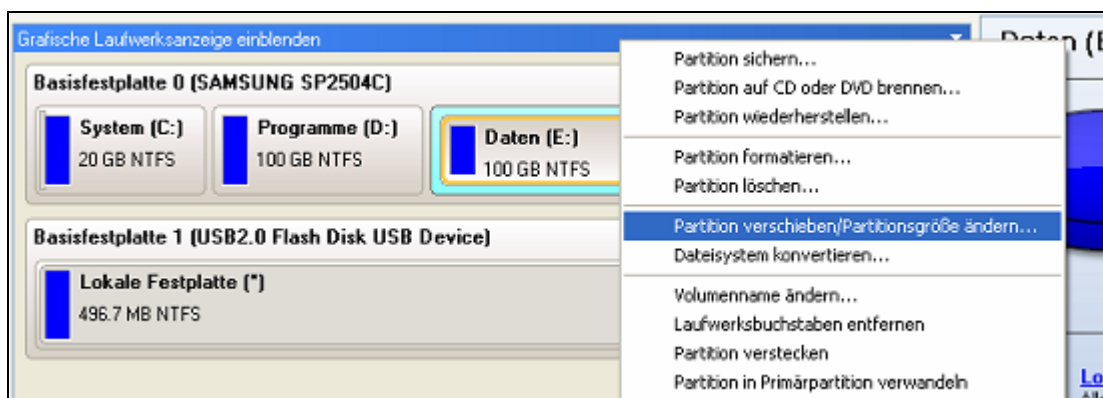 Grafische Laufwerksanzeige einblenden
Basisfestplatte 0 (SAMSUNG SP2504C)
System (C:)
20 GB NTFS
Programme (D:)
100 GB NTFS
Daten (E:)
100 GB NTFS
Basisfestplatte 1 (USB2.0 Flash Disk USB Device)
Lokale Festplatte (*)
496.7 MB NTFS
Partition sichern...
Partition auf CD oder DVD brennen...
Partition wiederherstellen...
Partition formatieren...
Partition löschen...
Partition verschieben/Partitionsgröße ändern...
Dateisystem konvertieren...
Volumenname ändern...
Laufwerksbuchstaben entfernen
Partition verstecken
Partition in Primärpartition verwandeln